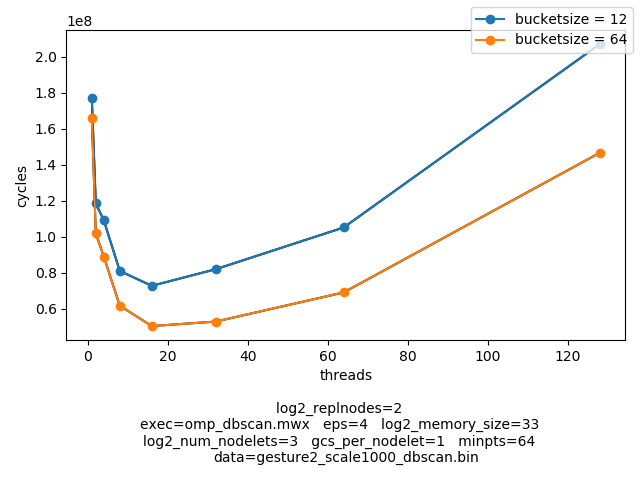 1e8
bucketsize = 12
bucketsize = 64
2.0
1.8
1.6
1.4
1.2
1.0
0.8
0.6
cycles
0 20 40 60 80 100 120
threads
log2_replnodes=2
exec=omp_dbscan.mwx eps=4 log2_memory_size=33
log2_num_nodelets=3 gcs_per_nodelet=1 minpts=64
data=gesture2_scale1000_dbscan.bin